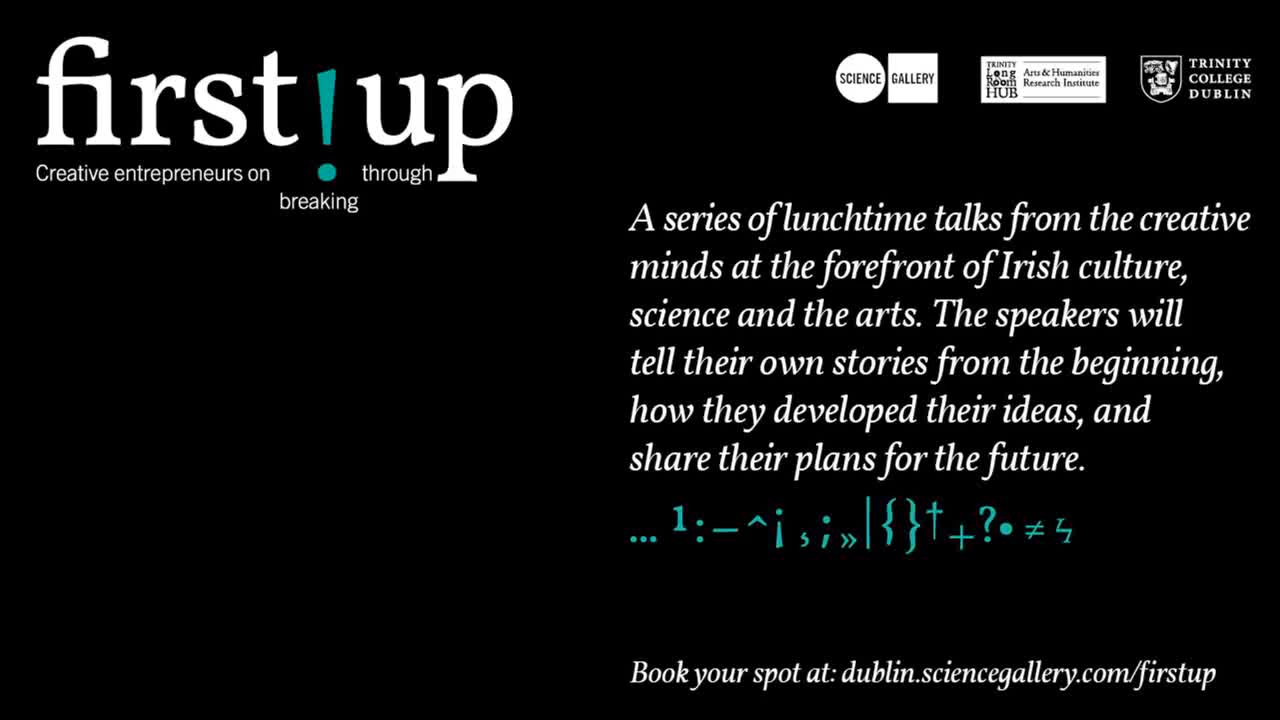 first!up
Creative entrepreneurs on breaking through
SCIENCE GALLERY
TRINITY
Long
Room
HUB
Arts & Humanities
Research Institute
TRINITY
COLLEGE
DUBLIN
A series of lunchtime talks from the creative
minds at the forefront of Irish culture,
science and the arts. The speakers will
tell their own stories from the beginning,
how they developed their ideas, and
share their plans for the future.
... ¹:–^¡ ¸;»|{}†+?• ≠ ϟ
Book your spot at: dublin.sciencegallery.com/firstup